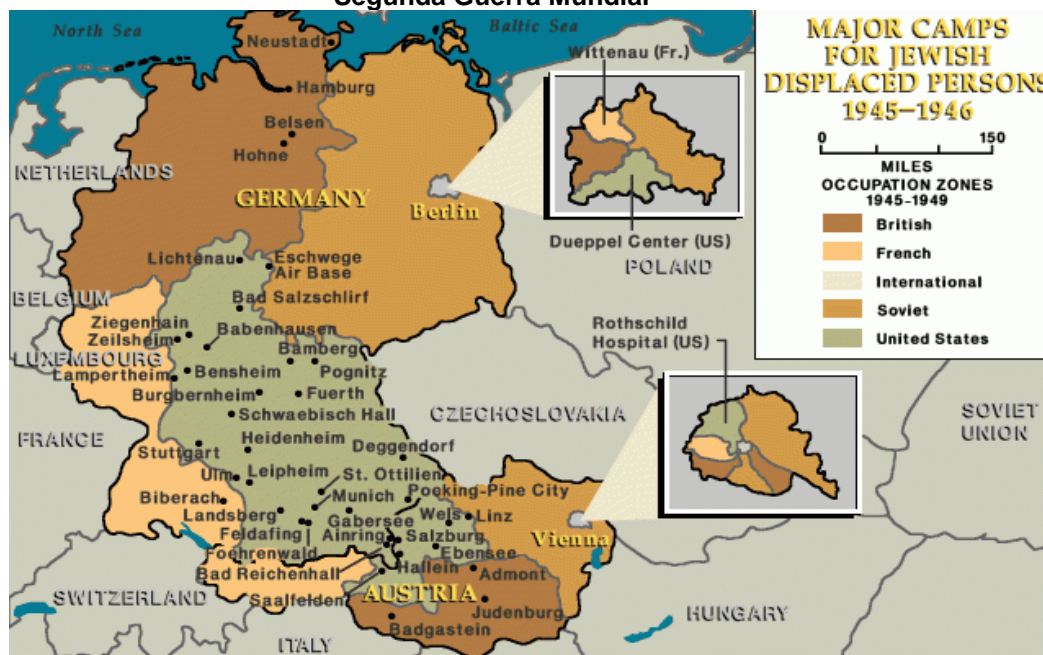 Segunda Guerra Mundial
North Sea
Baltic Sea
Neustadt
Hamburg
Belsen
Hohne
NETHERLANDS
GERMANY
Berlin
Wittenau (Fr.)
Dueppel Center (US)
POLAND
MAJOR CAMPS
FOR JEWISH
DISPLACED PERSONS
1945–1946
0 150
MILES
OCCUPATION ZONES
1945-1949
British
French
International
Soviet
United States
Lichtenau
Eschwege
Air Base
BELGIUM
Bad Salzschlirf
Ziegenhain
Zeilsheim
Babenhausen
LUXEMBOURG
Lampertheim
Bensheim
Bamberg
Pognitz
Burgbernheim
Fuerth
Schwaebisch Hall
Rothschild
Hospital (US)
CZECHOSLOVAKIA
SOVIET
UNION
FRANCE
Heidenheim
Stuttgart
Deggendorf
Ulm
Leipheim
St. Ottilien
Biberach
Munich
Pocking-Pine City
Landsberg
Gabersee
Wels
Linz
Feldafing
Ainring
Salzburg
Vienna
Foehrenwald
Ebensee
Bad Reichenhall
Hallein
Admont
Saalfelden
AUSTRIA
SWITZERLAND
Judenburg
HUNGARY
Badgastein
ITALY